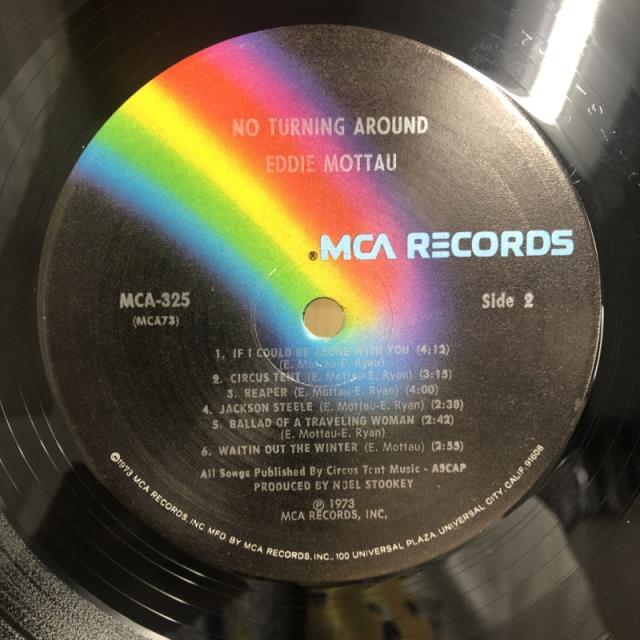 NO TURNING AROUND
EDDIE MOTTAU
®MCA RECORDS
MCA-325
(MCA73)
Side 2
1. IF I COULD BE ALONE WITH YOU (4:12)
(E. Mottau-E. Ryan)
2. CIRCUS TENT (E. Mottau-E. Ryan) (3:15)
3. REAPER (E. Mottau-E. Ryan) (4:00)
4. JACKSON STEELE (E. Mottau-E. Ryan) (2:38)
5. BALLAD OF A TRAVELING WOMAN (2:42)
(E. Mottau-E. Ryan)
6. WAITIN OUT THE WINTER (E. Mottau) (2:55)
All Songs Published By Circus Tent Music - ASCAP
PRODUCED BY NOEL STOOKEY
℗ 1973
MCA RECORDS, INC.
©1973 MCA RECORDS, INC. MFD BY MCA RECORDS, INC., 100 UNIVERSAL PLAZA, UNIVERSAL CITY, CALIF. 91608